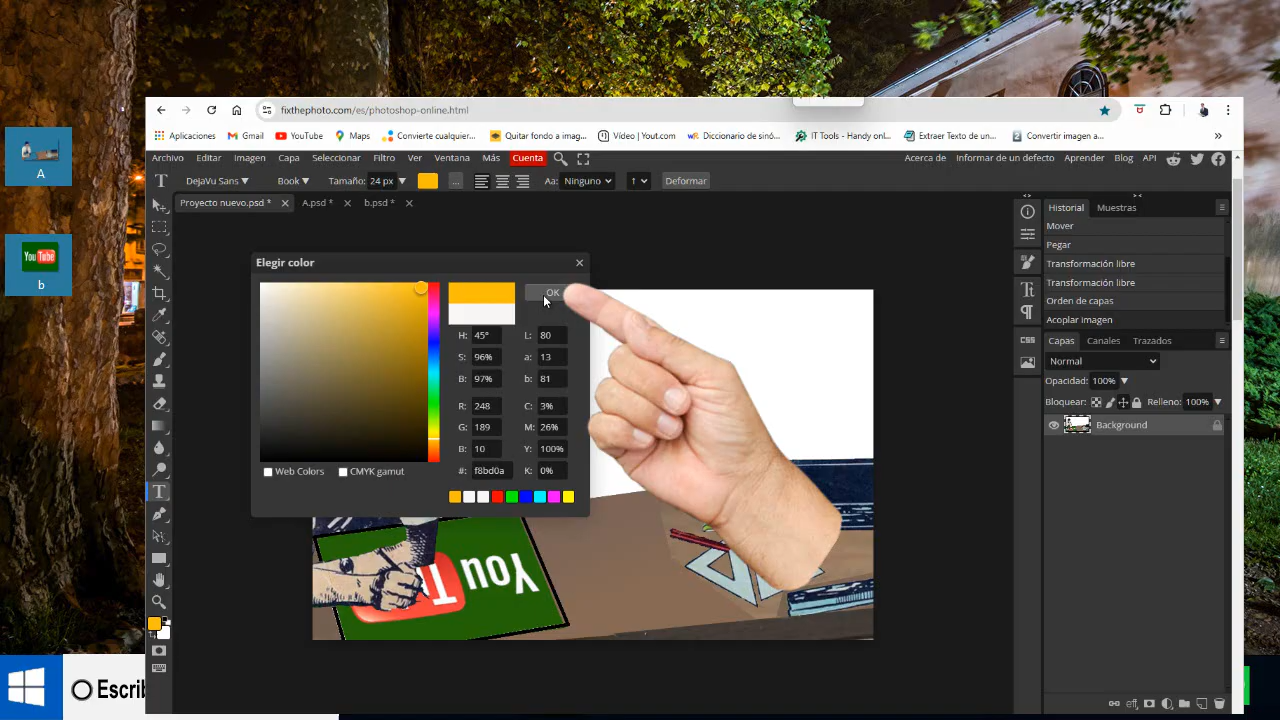 A
b
fixthephoto.com/es/photoshop-online.html
Aplicaciones Gmail YouTube Maps Convierte cualquier... Quitar fondo a imag... Vídeo | Yout.com Diccionario de sinó... IT Tools - Handy onl... Extraer Texto de un... Convertir imagen a... »
Archivo Editar Imagen Capa Seleccionar Filtro Ver Ventana Más Cuenta Acerca de Informar de un defecto Aprender Blog API
DejaVu Sans Book Tamaño: 24 px ... Aa: Ninguno Deformar
Proyecto nuevo.psd * A.psd * b.psd *
Historial Muestras
Mover
Pegar
Transformación libre
Transformación libre
Orden de capas
Acoplar imagen
Elegir color
OK
H: 45° L: 80
S: 96% a: 13
B: 97% b: 81
R: 248 C: 3%
G: 189 M: 26%
B: 10 Y: 100%
#: f8bd0a K: 0%
Web Colors CMYK gamut
CSS
Capas Canales Trazados
Normal
Opacidad: 100%
Bloquear: Relleno: 100%
Background
eff
You Tube
You T
Escrib